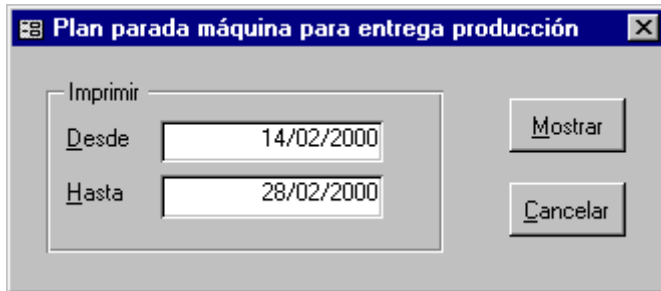 Plan parada máquina para entrega producción
Imprimir
Desde 14/02/2000
Mostrar
Hasta 28/02/2000
Cancelar